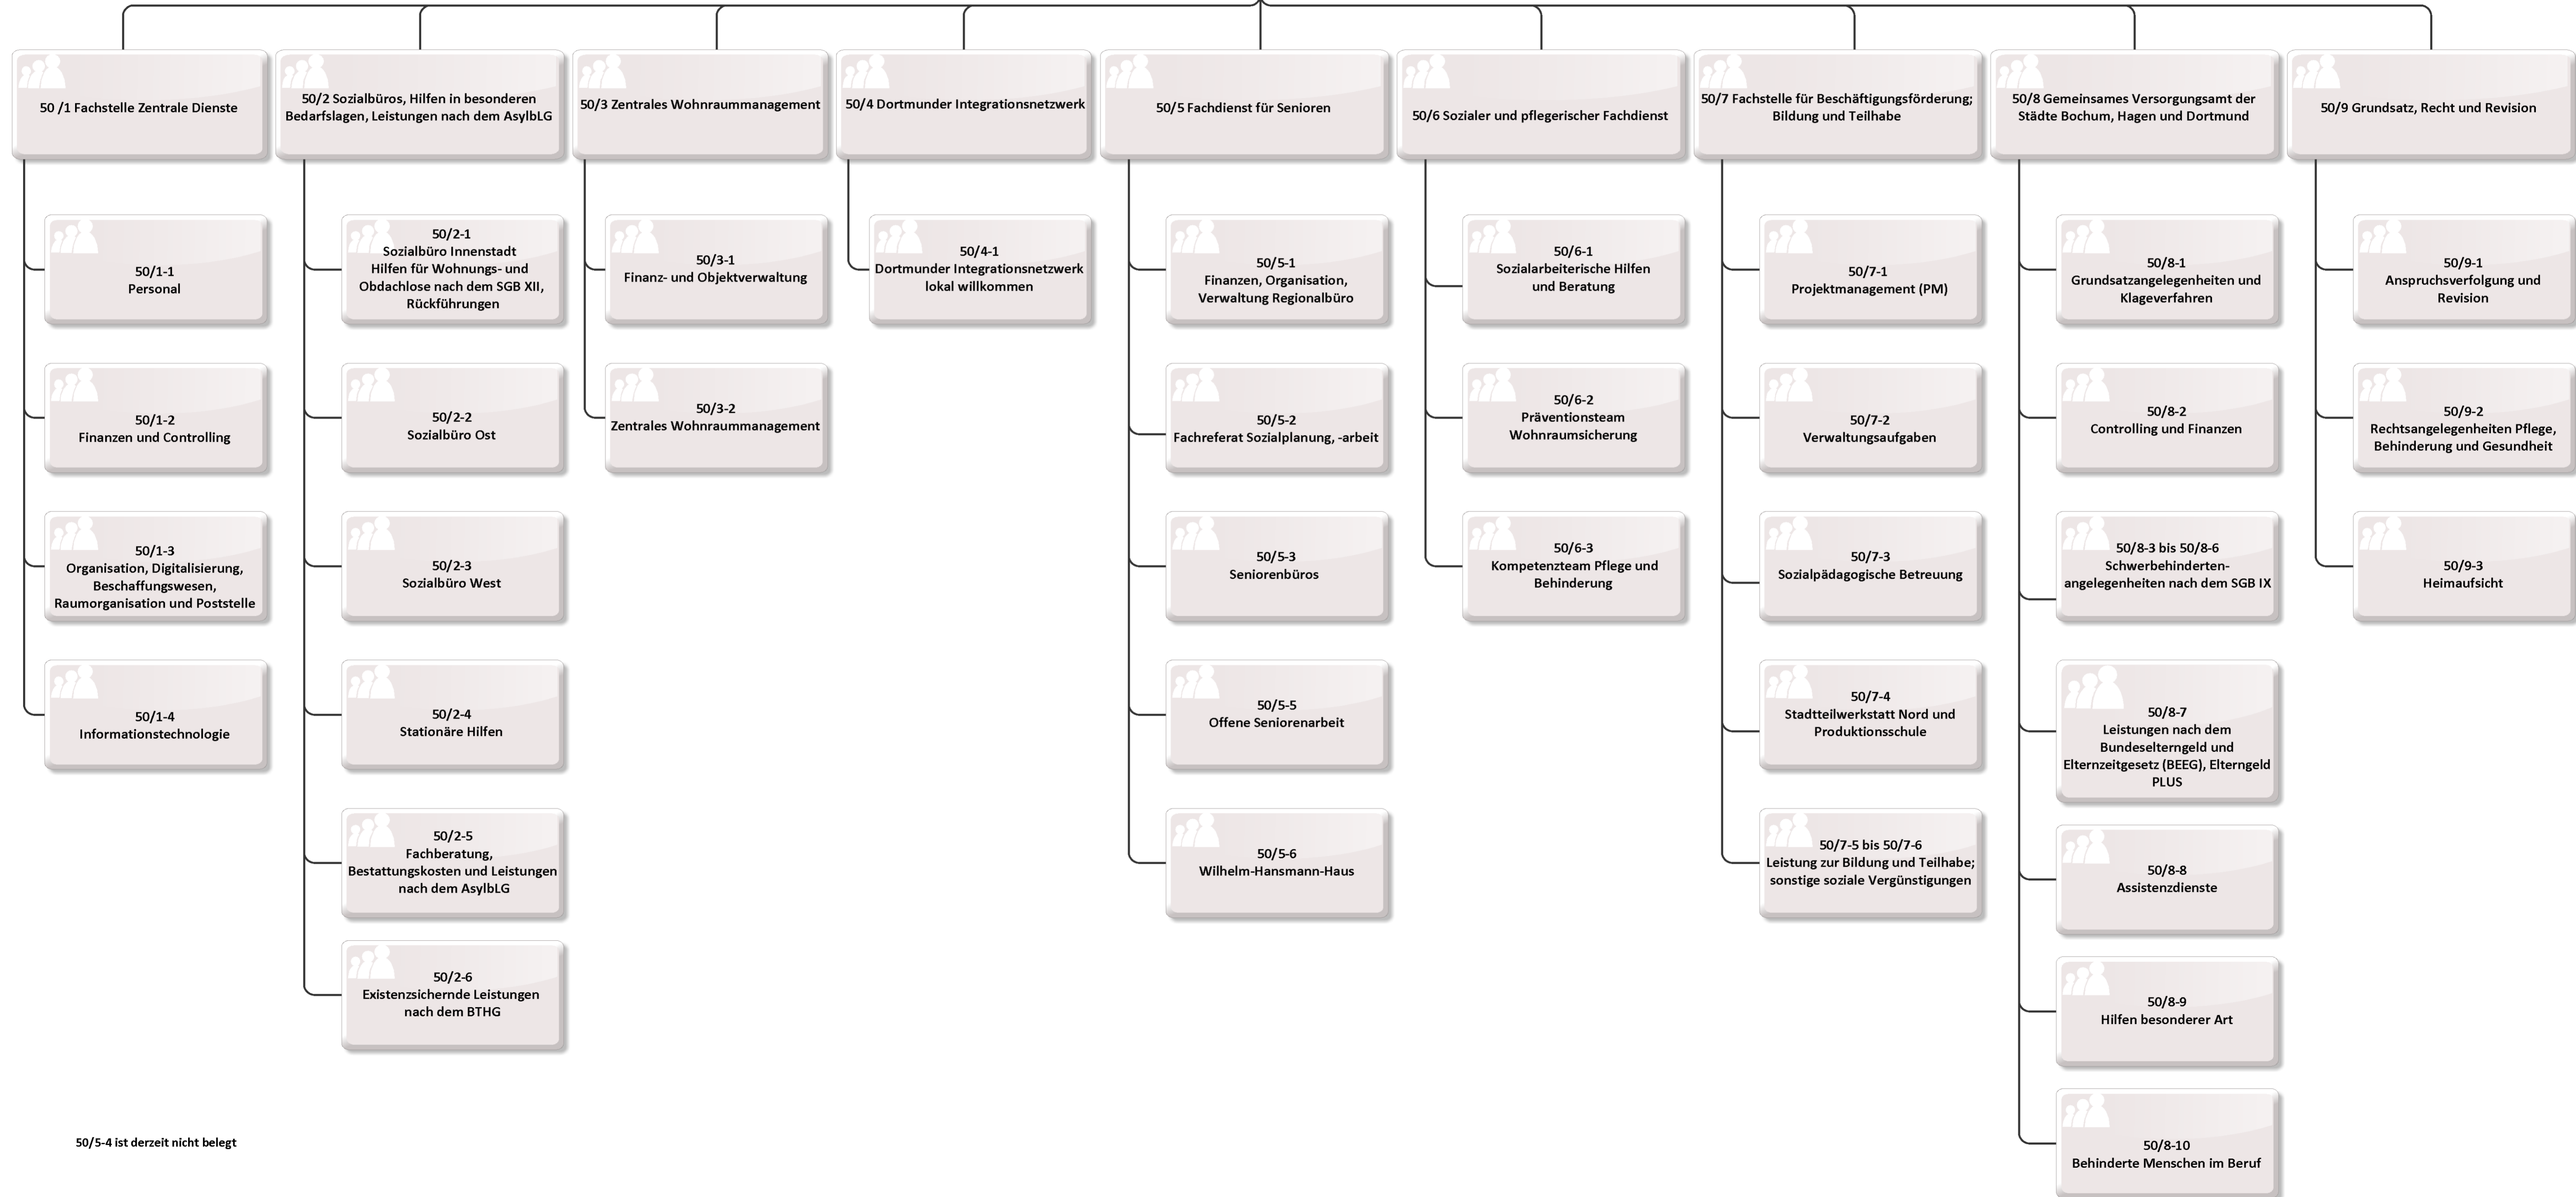 50 /1 Fachstelle Zentrale Dienste
50/1-1
Personal
50/1-2
Finanzen und Controlling
50/1-3
Organisation, Digitalisierung,
Beschaffungswesen,
Raumorganisation und Poststelle
50/1-4
Informationstechnologie
50/2 Sozialbüros, Hilfen in besonderen
Bedarfslagen, Leistungen nach dem AsylbLG
50/2-1
Sozialbüro Innenstadt
Hilfen für Wohnungs- und
Obdachlose nach dem SGB XII,
Rückführungen
50/2-2
Sozialbüro Ost
50/2-3
Sozialbüro West
50/2-4
Stationäre Hilfen
50/2-5
Fachberatung,
Bestattungskosten und Leistungen
nach dem AsylbLG
50/2-6
Existenzsichernde Leistungen
nach dem BTHG
50/3 Zentrales Wohnraummanagement
50/3-1
Finanz- und Objektverwaltung
50/3-2
Zentrales Wohnraummanagement
50/4 Dortmunder Integrationsnetzwerk
50/4-1
Dortmunder Integrationsnetzwerk
lokal willkommen
50/5 Fachdienst für Senioren
50/5-1
Finanzen, Organisation,
Verwaltung Regionalbüro
50/5-2
Fachreferat Sozialplanung, -arbeit
50/5-3
Seniorenbüros
50/5-5
Offene Seniorenarbeit
50/5-6
Wilhelm-Hansmann-Haus
50/6 Sozialer und pflegerischer Fachdienst
50/6-1
Sozialarbeiterische Hilfen
und Beratung
50/6-2
Präventionsteam
Wohnraumsicherung
50/6-3
Kompetenzteam Pflege und
Behinderung
50/7 Fachstelle für Beschäftigungsförderung;
Bildung und Teilhabe
50/7-1
Projektmanagement (PM)
50/7-2
Verwaltungsaufgaben
50/7-3
Sozialpädagogische Betreuung
50/7-4
Stadtteilwerkstatt Nord und
Produktionsschule
50/7-5 bis 50/7-6
Leistung zur Bildung und Teilhabe;
sonstige soziale Vergünstigungen
50/8 Gemeinsames Versorgungsamt der
Städte Bochum, Hagen und Dortmund
50/8-1
Grundsatzangelegenheiten und
Klageverfahren
50/8-2
Controlling und Finanzen
50/8-3 bis 50/8-6
Schwerbehinderten-
angelegenheiten nach dem SGB IX
50/8-7
Leistungen nach dem
Bundeselterngeld und
Elternzeitgesetz (BEEG), Elterngeld
PLUS
50/8-8
Assistenzdienste
50/8-9
Hilfen besonderer Art
50/8-10
Behinderte Menschen im Beruf
50/9 Grundsatz, Recht und Revision
50/9-1
Anspruchsverfolgung und
Revision
50/9-2
Rechtsangelegenheiten Pflege,
Behinderung und Gesundheit
50/9-3
Heimaufsicht
50/5-4 ist derzeit nicht belegt